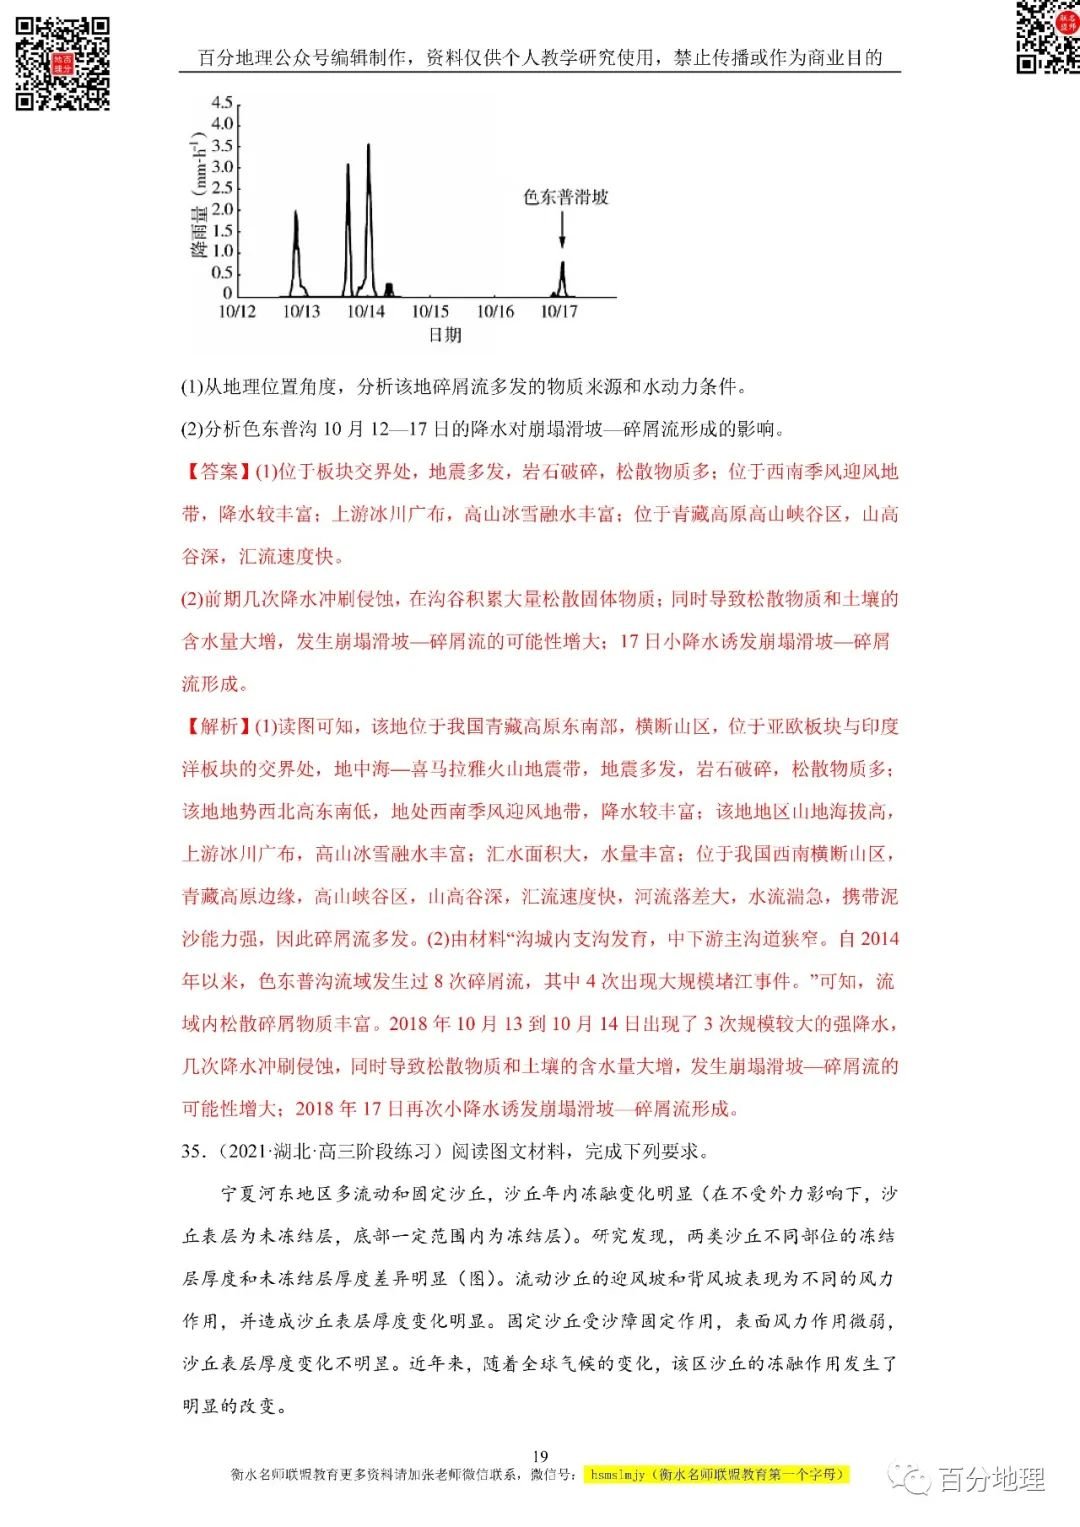 百分地理公众号编辑制作，资料仅供个人教学研究使用，禁止传播或作为商业目的
地百
理分
联名
盟师
4.5
4.0
3.5
3.0
2.5
2.0
1.5
1.0
0.5
0
降雨量（mm·h⁻¹）
色东普滑坡
10/12 10/13 10/14 10/15 10/16 10/17
日期
(1)从地理位置角度，分析该地碎屑流多发的物质来源和水动力条件。
(2)分析色东普沟 10 月 12—17 日的降水对崩塌滑坡—碎屑流形成的影响。
【答案】(1)位于板块交界处，地震多发，岩石破碎，松散物质多；位于西南季风迎风地
带，降水较丰富；上游冰川广布，高山冰雪融水丰富；位于青藏高原高山峡谷区，山高
谷深，汇流速度快。
(2)前期几次降水冲刷侵蚀，在沟谷积累大量松散固体物质；同时导致松散物质和土壤的
含水量大增，发生崩塌滑坡—碎屑流的可能性增大；17 日小降水诱发崩塌滑坡—碎屑
流形成。
【解析】(1)读图可知，该地位于我国青藏高原东南部，横断山区，位于亚欧板块与印度
洋板块的交界处，地中海—喜马拉雅火山地震带，地震多发，岩石破碎，松散物质多；
该地地势西北高东南低，地处西南季风迎风地带，降水较丰富；该地地区山地海拔高，
上游冰川广布，高山冰雪融水丰富；汇水面积大，水量丰富；位于我国西南横断山区，
青藏高原边缘，高山峡谷区，山高谷深，汇流速度快，河流落差大，水流湍急，携带泥
沙能力强，因此碎屑流多发。(2)由材料“沟城内支沟发育，中下游主沟道狭窄。自 2014
年以来，色东普沟流域发生过 8 次碎屑流，其中 4 次出现大规模堵江事件。”可知，流
域内松散碎屑物质丰富。2018 年 10 月 13 到 10 月 14 日出现了 3 次规模较大的强降水，
几次降水冲刷侵蚀，同时导致松散物质和土壤的含水量大增，发生崩塌滑坡—碎屑流的
可能性增大；2018 年 17 日再次小降水诱发崩塌滑坡—碎屑流形成。
35.（2021·湖北·高三阶段练习）阅读图文材料，完成下列要求。
宁夏河东地区多流动和固定沙丘，沙丘年内冻融变化明显（在不受外力影响下，沙
丘表层为未冻结层，底部一定范围内为冻结层）。研究发现，两类沙丘不同部位的冻结
层厚度和未冻结层厚度差异明显（图）。流动沙丘的迎风坡和背风坡表现为不同的风力
作用，并造成沙丘表层厚度变化明显。固定沙丘受沙障固定作用，表面风力作用微弱，
沙丘表层厚度变化不明显。近年来，随着全球气候的变化，该区沙丘的冻融作用发生了
明显的改变。
19
衡水名师联盟教育更多资料请加张老师微信联系，微信号： hsmslmjy（衡水名师联盟教育第一个字母）
百分地理